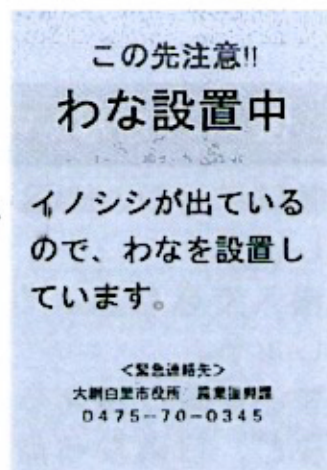 この先注意!!
わな設置中
イノシシが出ている
ので、わなを設置し
ています。
<緊急連絡先>
大網白里市役所 農業振興課
0475-70-0345